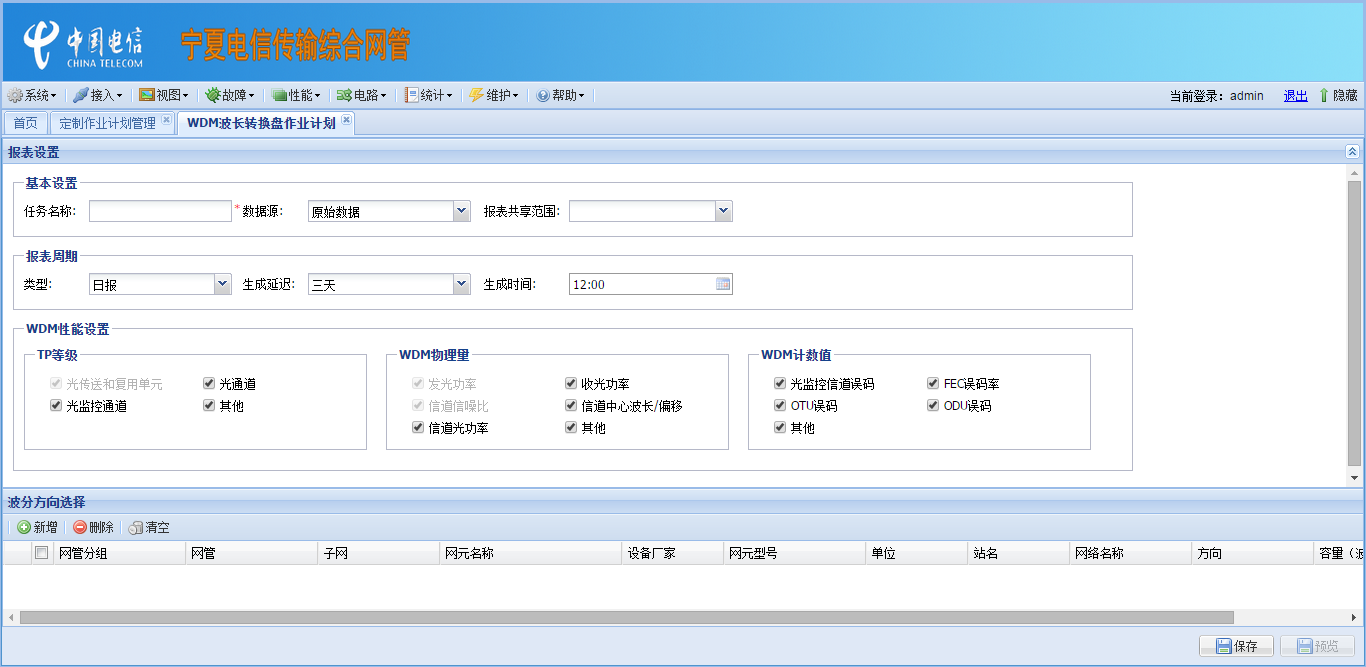 中国电信 宁夏电信传输综合网管
CHINA TELECOM
系统 接入 视图 故障 性能 电路 统计 维护 帮助 当前登录：admin 退出 隐藏
首页 定制作业计划管理 WDM波长转换盘作业计划
报表设置
基本设置
任务名称: *数据源: 原始数据 报表共享范围:
报表周期
类型: 日报 生成延迟: 三天 生成时间: 12:00
WDM性能设置
TP等级 WDM物理量 WDM计数值
光传送和复用单元 光通道 发光功率 收光功率 光监控信道误码 FEC误码率
光监控通道 其他 信道信噪比 信道中心波长/偏移 OTU误码 ODU误码
信道光功率 其他 其他
波分方向选择
新增 删除 清空
网管分组 网管 子网 网元名称 设备厂家 网元型号 单位 站名 网络名称 方向 容量（波
保存 预览